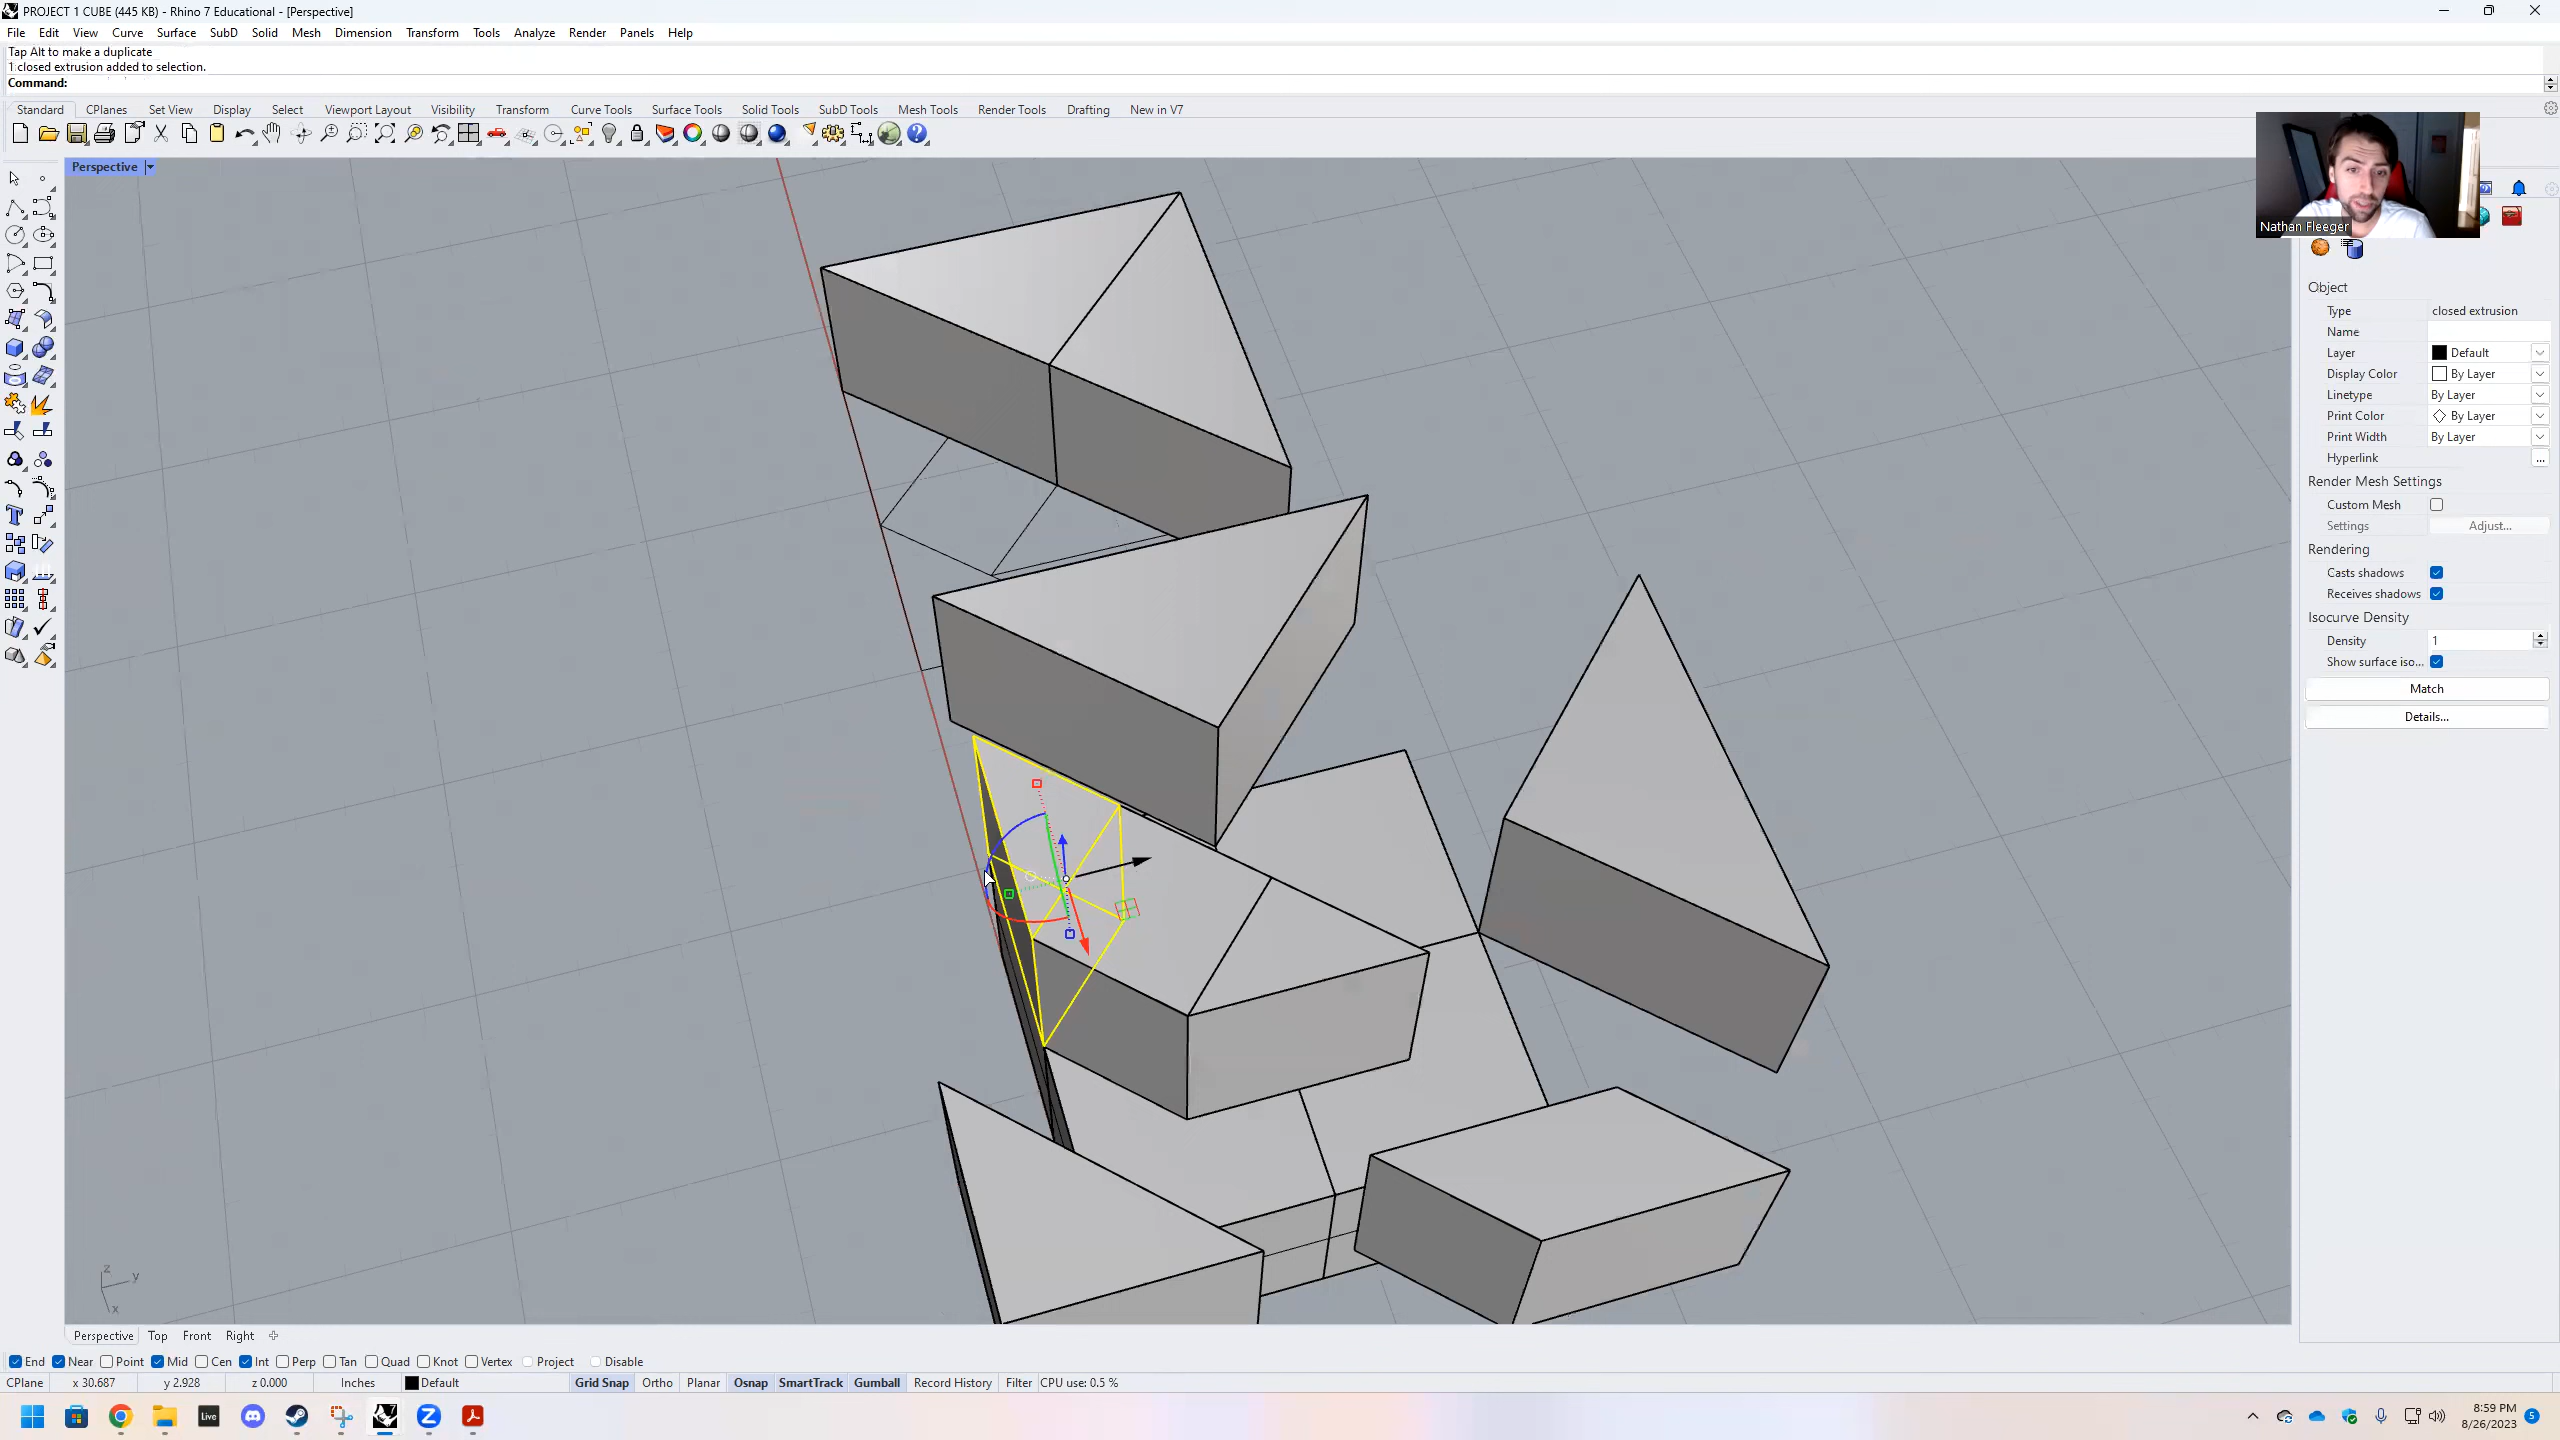 PROJECT 1 CUBE (445 KB) - Rhino 7 Educational - [Perspective]
File Edit View Curve Surface SubD Solid Mesh Dimension Transform Tools Analyze Render Panels Help
Tap Alt to make a duplicate
1 closed extrusion added to selection.
Command:
Standard CPlanes Set View Display Select Viewport Layout Visibility Transform Curve Tools Surface Tools Solid Tools SubD Tools Mesh Tools Render Tools Drafting New in V7
Perspective
Nathan Fleeger
Object
Type closed extrusion
Name
Layer Default
Display Color By Layer
Linetype By Layer
Print Color By Layer
Print Width By Layer
Hyperlink ...
Render Mesh Settings
Custom Mesh
Settings Adjust...
Rendering
Casts shadows
Receives shadows
Isocurve Density
Density 1
Show surface iso...
Match
Details...
z y x
Perspective Top Front Right
End Near Point Mid Cen Int Perp Tan Quad Knot Vertex Project Disable
CPlane x 30.687 y 2.928 z 0.000 Inches Default Grid Snap Ortho Planar Osnap SmartTrack Gumball Record History Filter CPU use: 0.5 %
Live
8:59 PM
8/26/2023
5